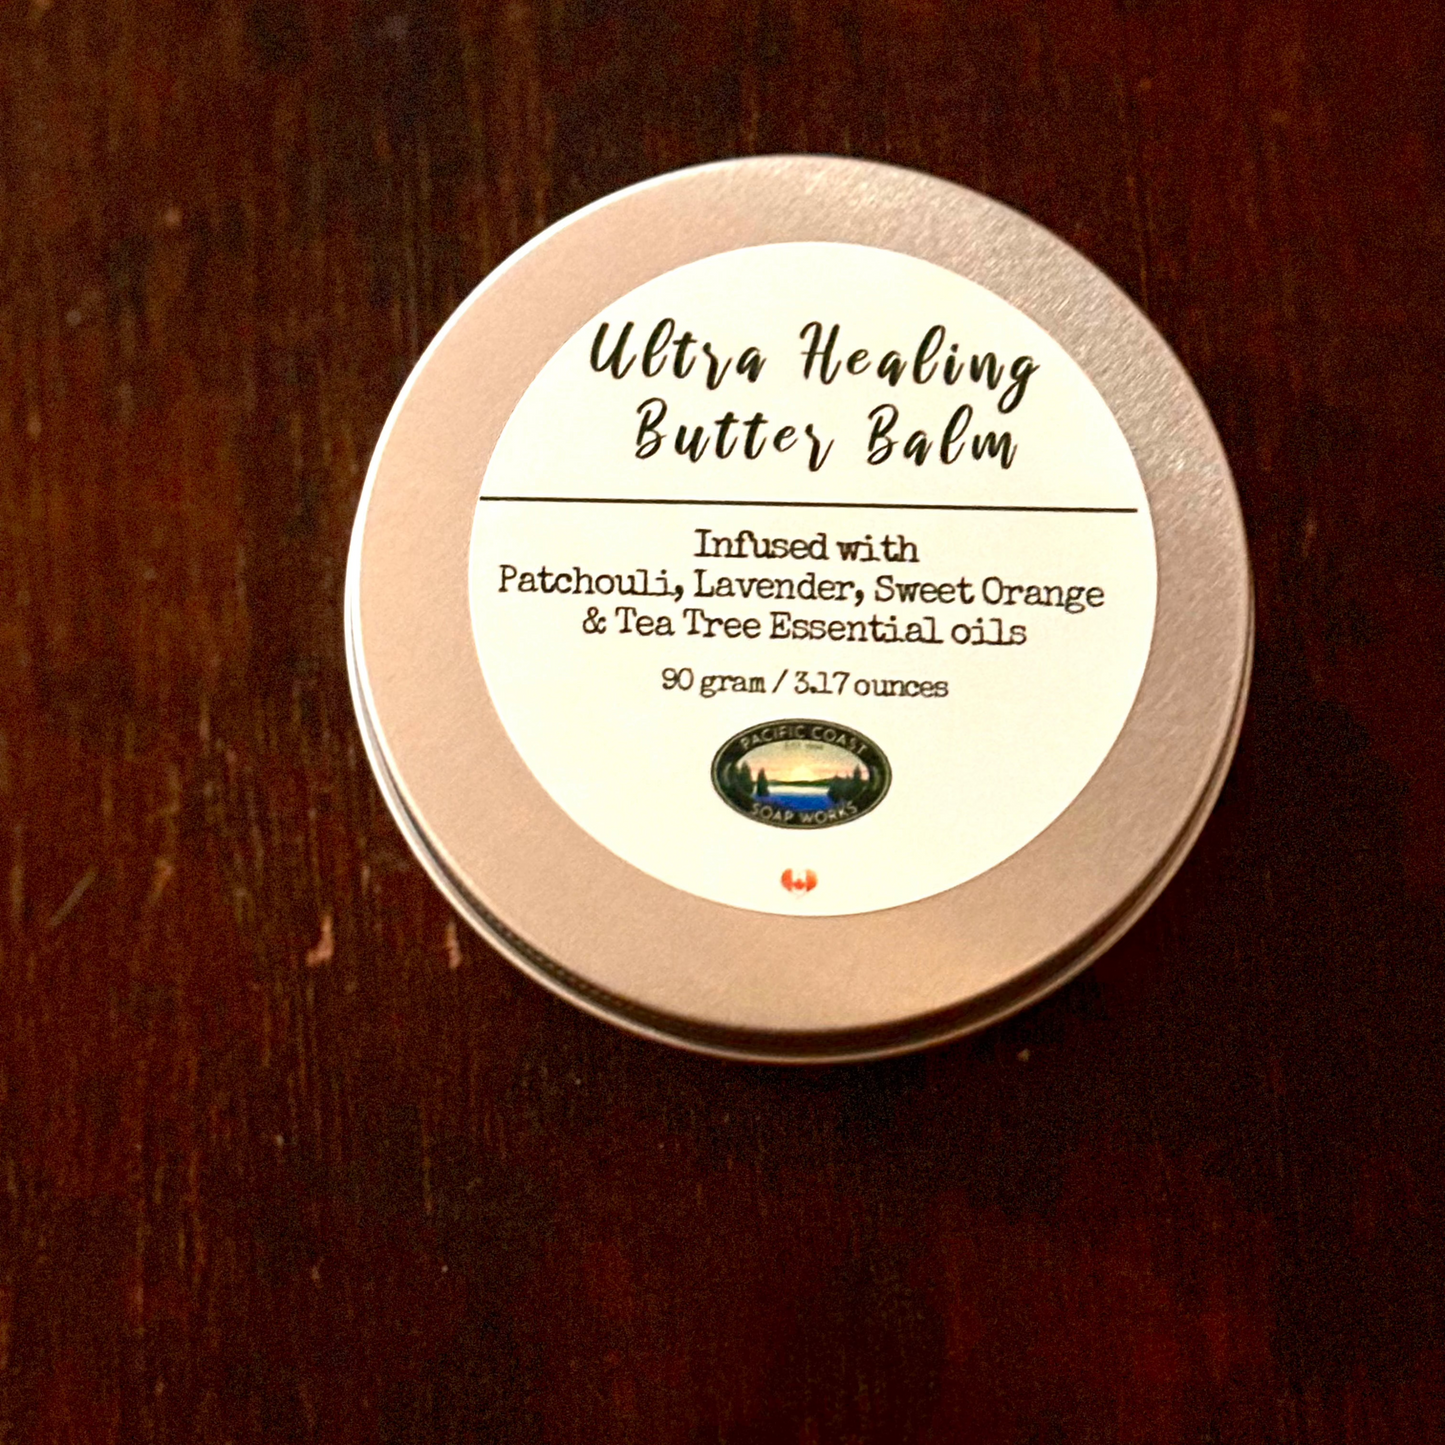 Ultra Healing
Butter Balm
Infused with
Patchouli, Lavender, Sweet Orange
& Tea Tree Essential oils
90 gram / 3.17 ounces
PACIFIC COAST
SOAP WORKS